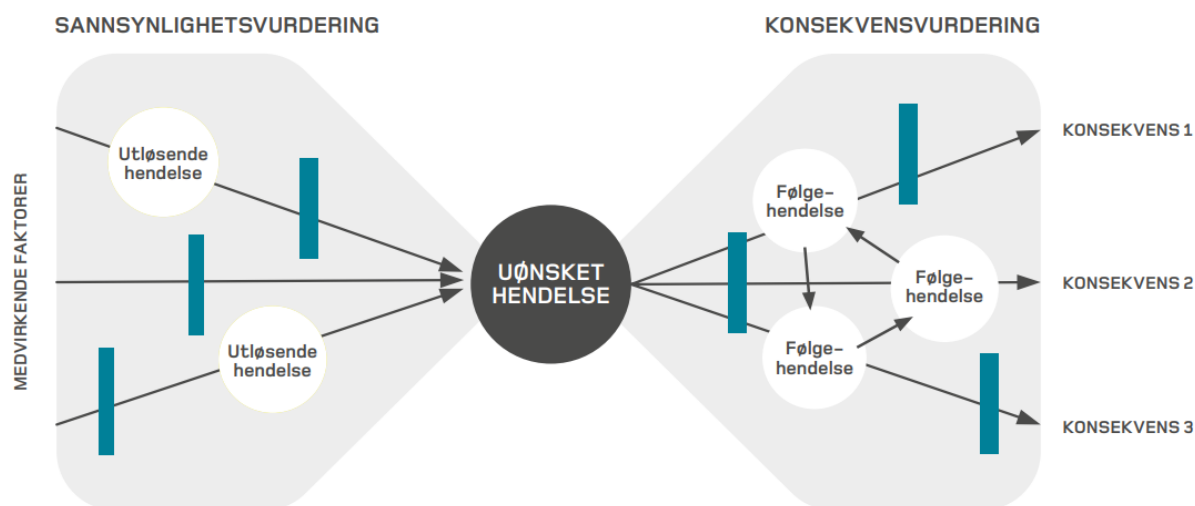 SANNSYNLIGHETSVURDERING
KONSEKVENSVURDERING
MEDVIRKENDE FAKTORER
Utløsende
hendelse
Utløsende
hendelse
UØNSKET
HENDELSE
Følge-
hendelse
Følge-
hendelse
Følge-
hendelse
KONSEKVENS 1
KONSEKVENS 2
KONSEKVENS 3